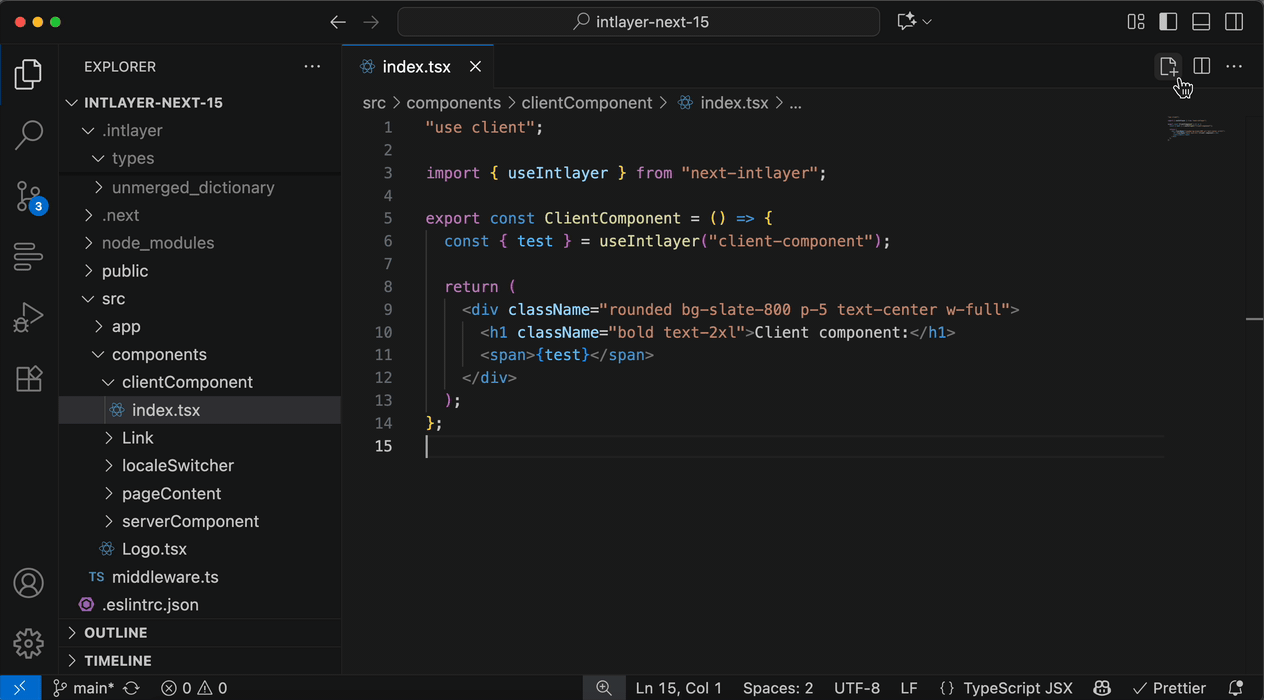 intlayer-next-15
EXPLORER
INTLAYER-NEXT-15
.intlayer
types
unmerged_dictionary
.next
node_modules
public
src
app
components
clientComponent
index.tsx
Link
localeSwitcher
pageContent
serverComponent
Logo.tsx
TS middleware.ts
.eslintrc.json
OUTLINE
TIMELINE
3
index.tsx
src > components > clientComponent > index.tsx > ...
1 "use client";
2
3 import { useIntlayer } from "next-intlayer";
4
5 export const ClientComponent = () => {
6 const { test } = useIntlayer("client-component");
7
8 return (
9 <div className="rounded bg-slate-800 p-5 text-center w-full">
10 <h1 className="bold text-2xl">Client component:</h1>
11 <span>{test}</span>
12 </div>
13 );
14 };
15
main* 0 0 Ln 15, Col 1 Spaces: 2 UTF-8 LF {} TypeScript JSX Prettier